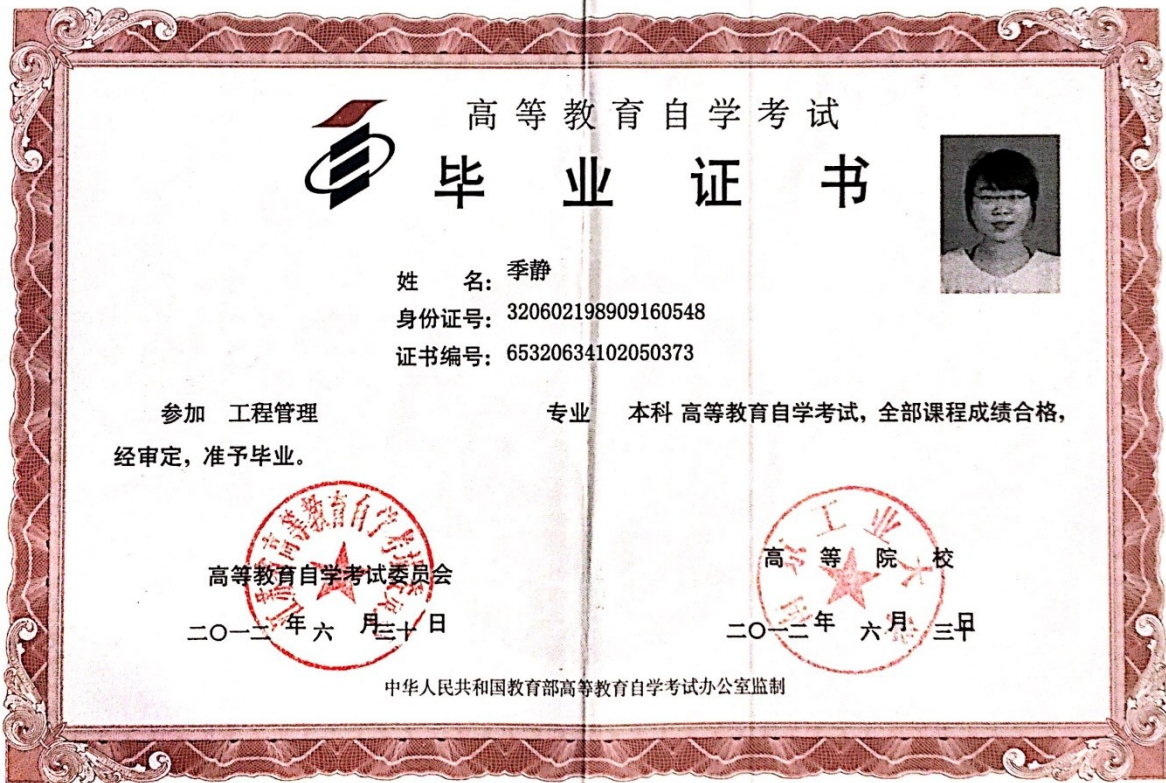 高等教育自学考试
毕业证书
姓 名: 季静
身份证号: 320602198909160548
证书编号: 65320634102050373
参加 工程管理 专业 本科 高等教育自学考试, 全部课程成绩合格,
经审定, 准予毕业。
高等教育自学考试委员会
高等院校
二〇一二年六月三十日
二〇一二年六月三十日
中华人民共和国教育部高等教育自学考试办公室监制